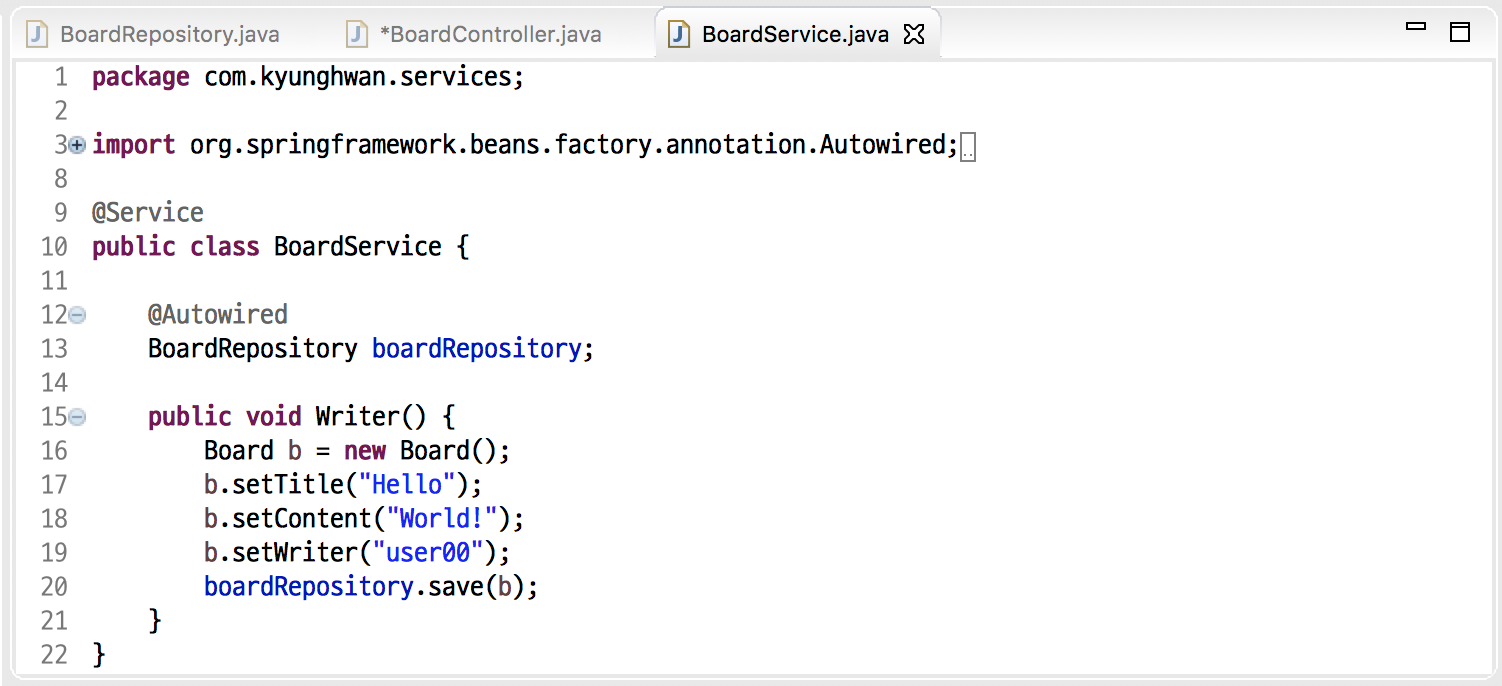 BoardRepository.java *BoardController.java BoardService.java
1 package com.kyunghwan.services;
2
3 import org.springframework.beans.factory.annotation.Autowired;
8
9 @Service
10 public class BoardService {
11
12 @Autowired
13 BoardRepository boardRepository;
14
15 public void Writer() {
16 Board b = new Board();
17 b.setTitle("Hello");
18 b.setContent("World!");
19 b.setWriter("user00");
20 boardRepository.save(b);
21 }
22 }